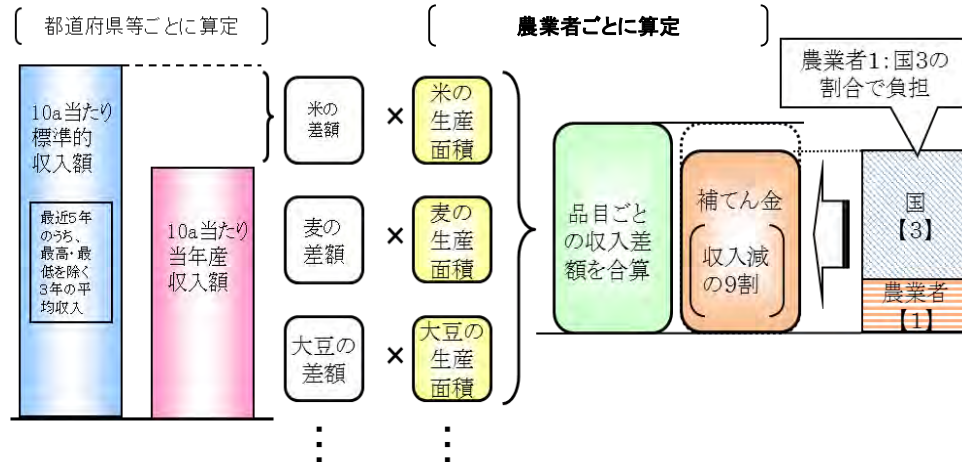 都道府県等ごとに算定
農業者ごとに算定
10a当たり
標準的
収入額
最近5年
のうち、
最高・最
低を除く
3年の平
均収入
10a当たり
当年産
収入額
米の
差額
×
米の
生産
面積
麦の
差額
×
麦の
生産
面積
大豆の
差額
×
大豆の
生産
面積
品目ごと
の収入差
額を合算
補てん金
収入減
の9割
農業者1:国3の
割合で負担
国
【3】
農業者
【1】